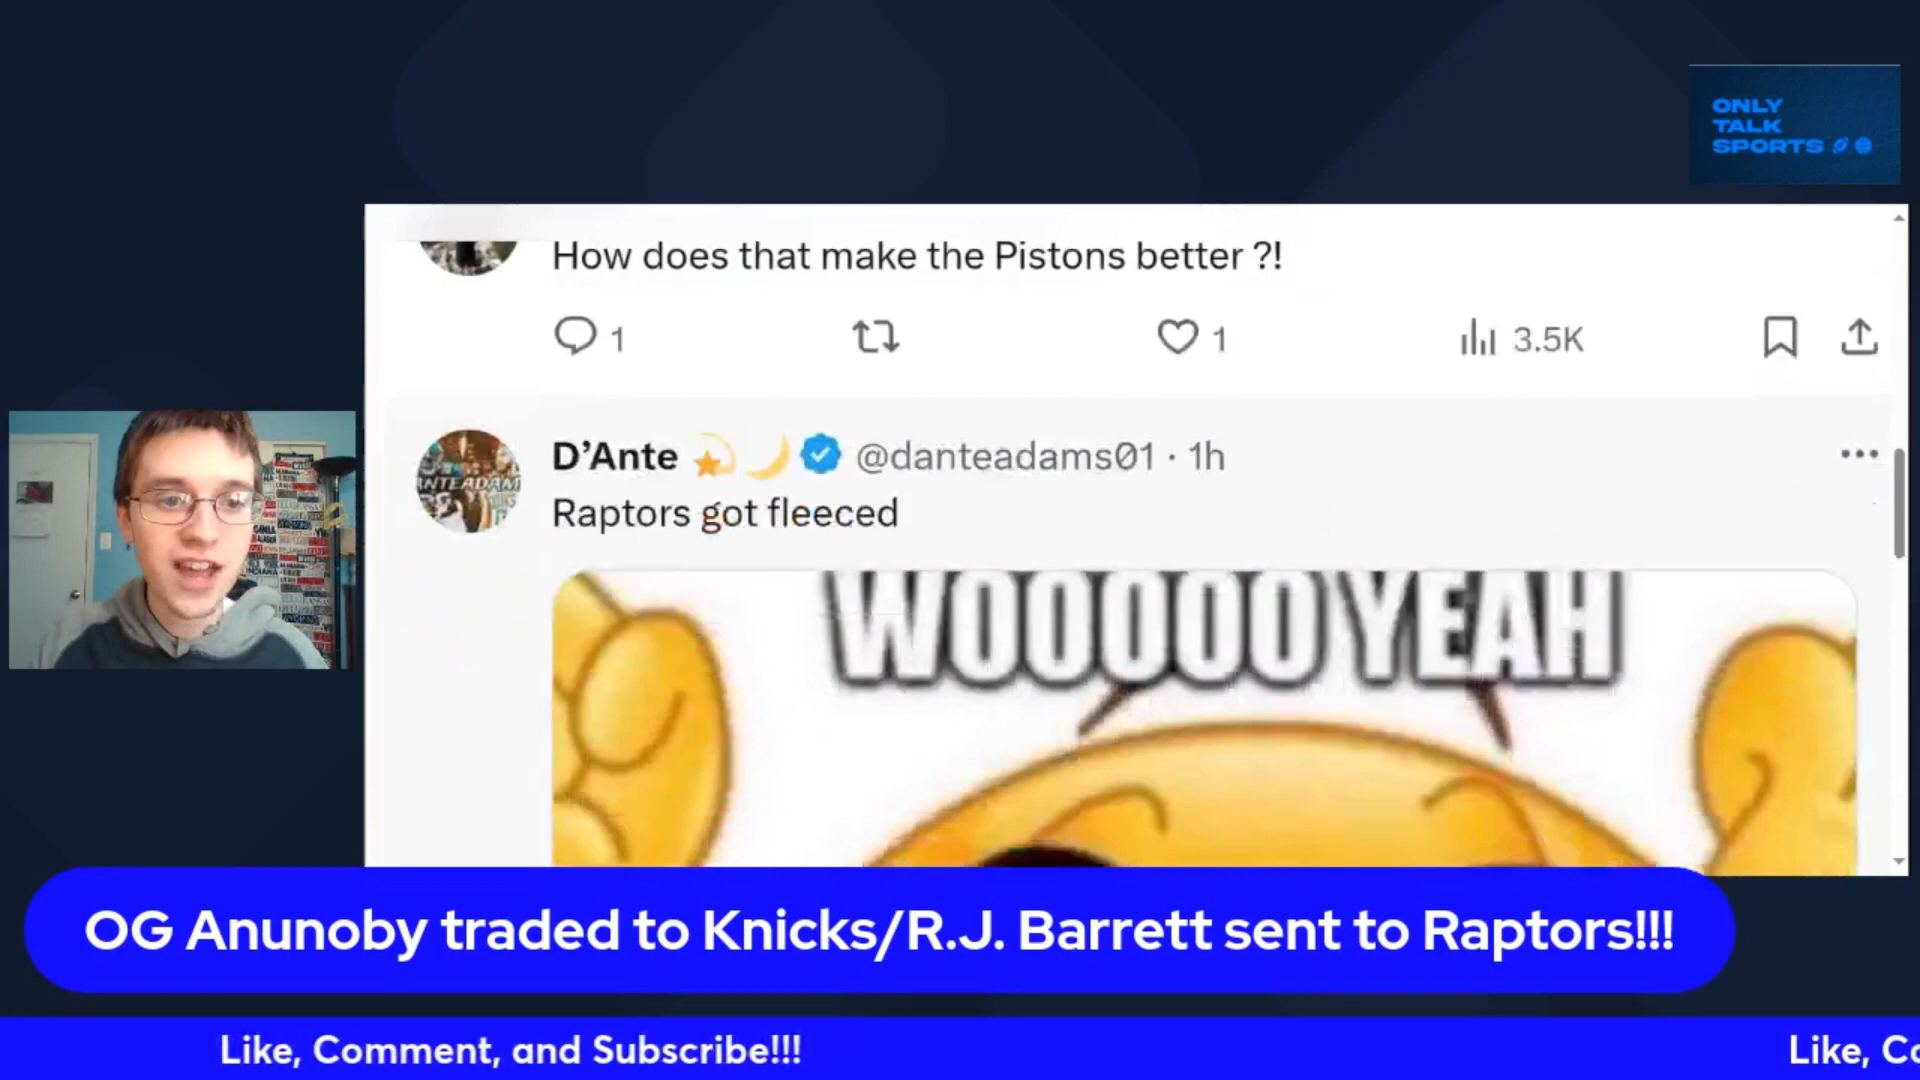 ONLY
TALK
SPORTS
How does that make the Pistons better ?!
1
1
3.5K
D’Ante @danteadams01 · 1h
Raptors got fleeced
WOOOOO YEAH
OG Anunoby traded to Knicks/R.J. Barrett sent to Raptors!!!
Like, Comment, and Subscribe!!!
Like, Co